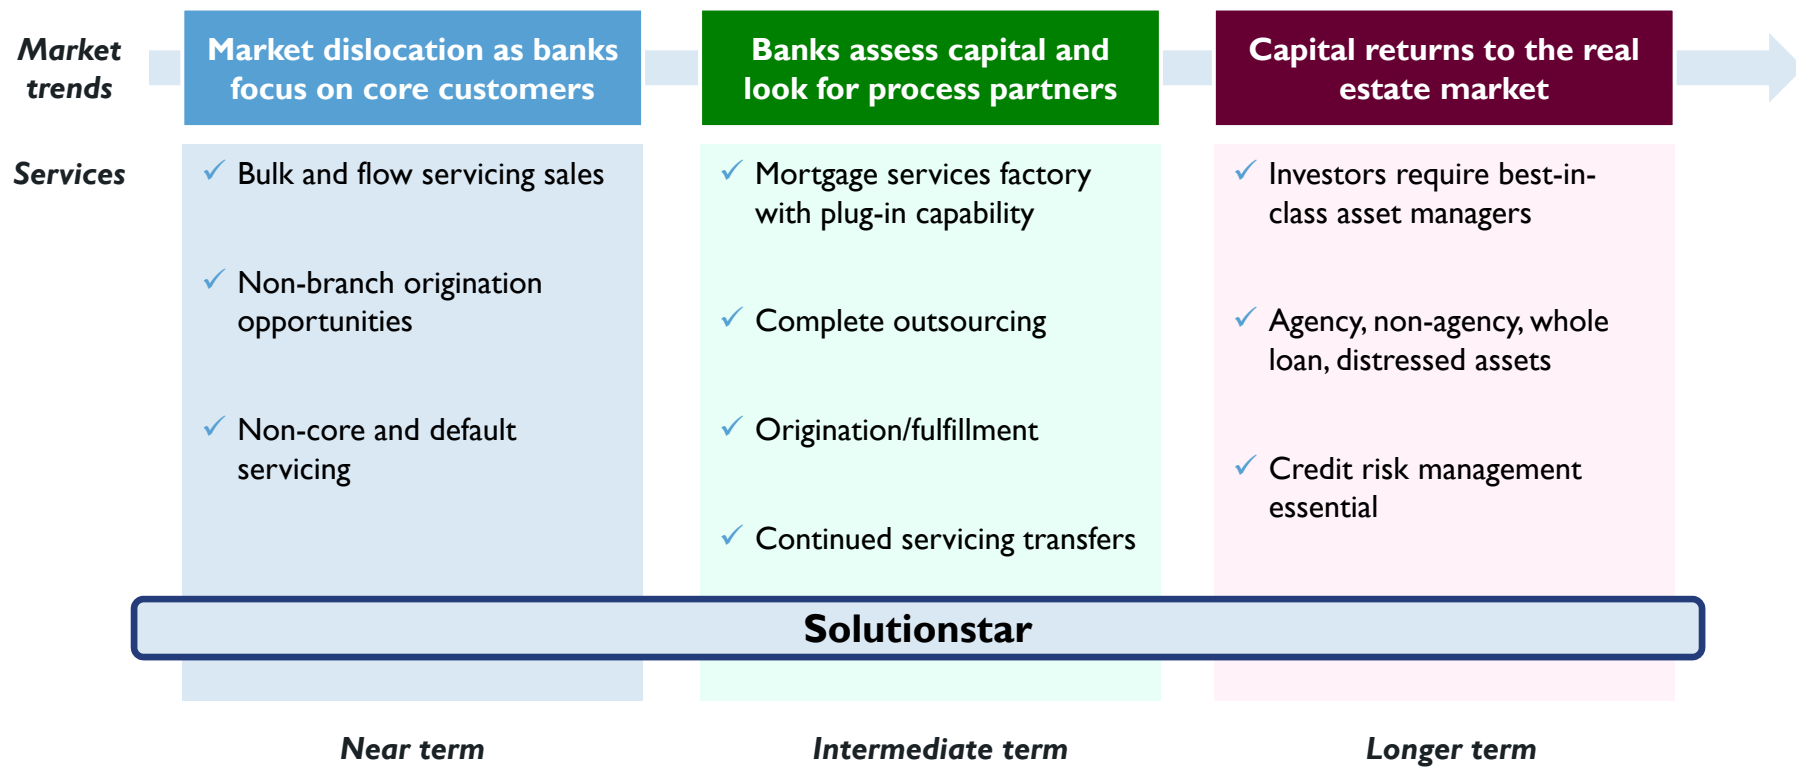 Market
trends
Market dislocation as banks
focus on core customers
Banks assess capital and
look for process partners
Capital returns to the real
estate market
Services
Bulk and flow servicing sales
Non-branch origination
opportunities
Non-core and default
servicing
Mortgage services factory
with plug-in capability
Complete outsourcing
Origination/fulfillment
Continued servicing transfers
Investors require best-in-
class asset managers
Agency, non-agency, whole
loan, distressed assets
Credit risk management
essential
Solutionstar
Near term
Intermediate term
Longer term